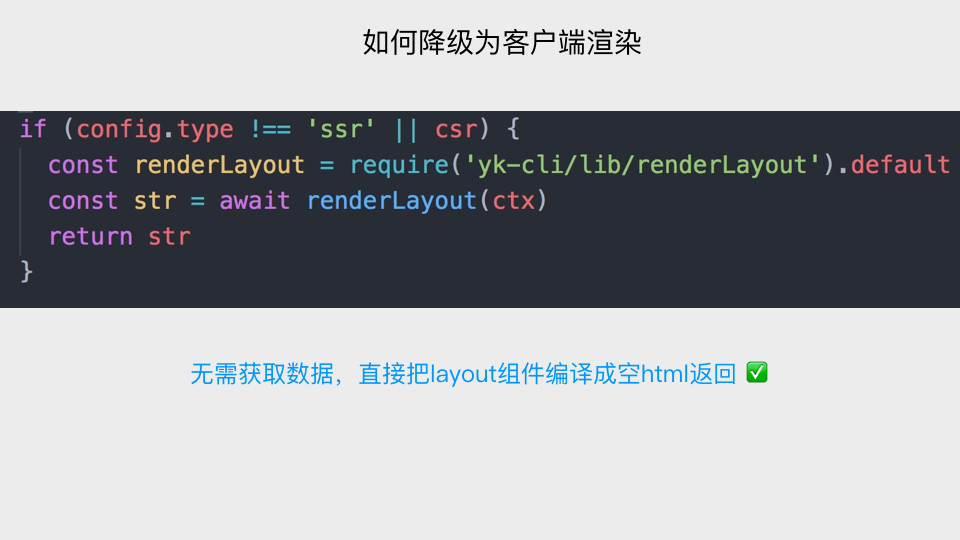 如何降级为客户端渲染
if (config.type !== 'ssr' || csr) {
  const renderLayout = require('yk-cli/lib/renderLayout').default
  const str = await renderLayout(ctx)
  return str
}
无需获取数据，直接把layout组件编译成空html返回 ✅